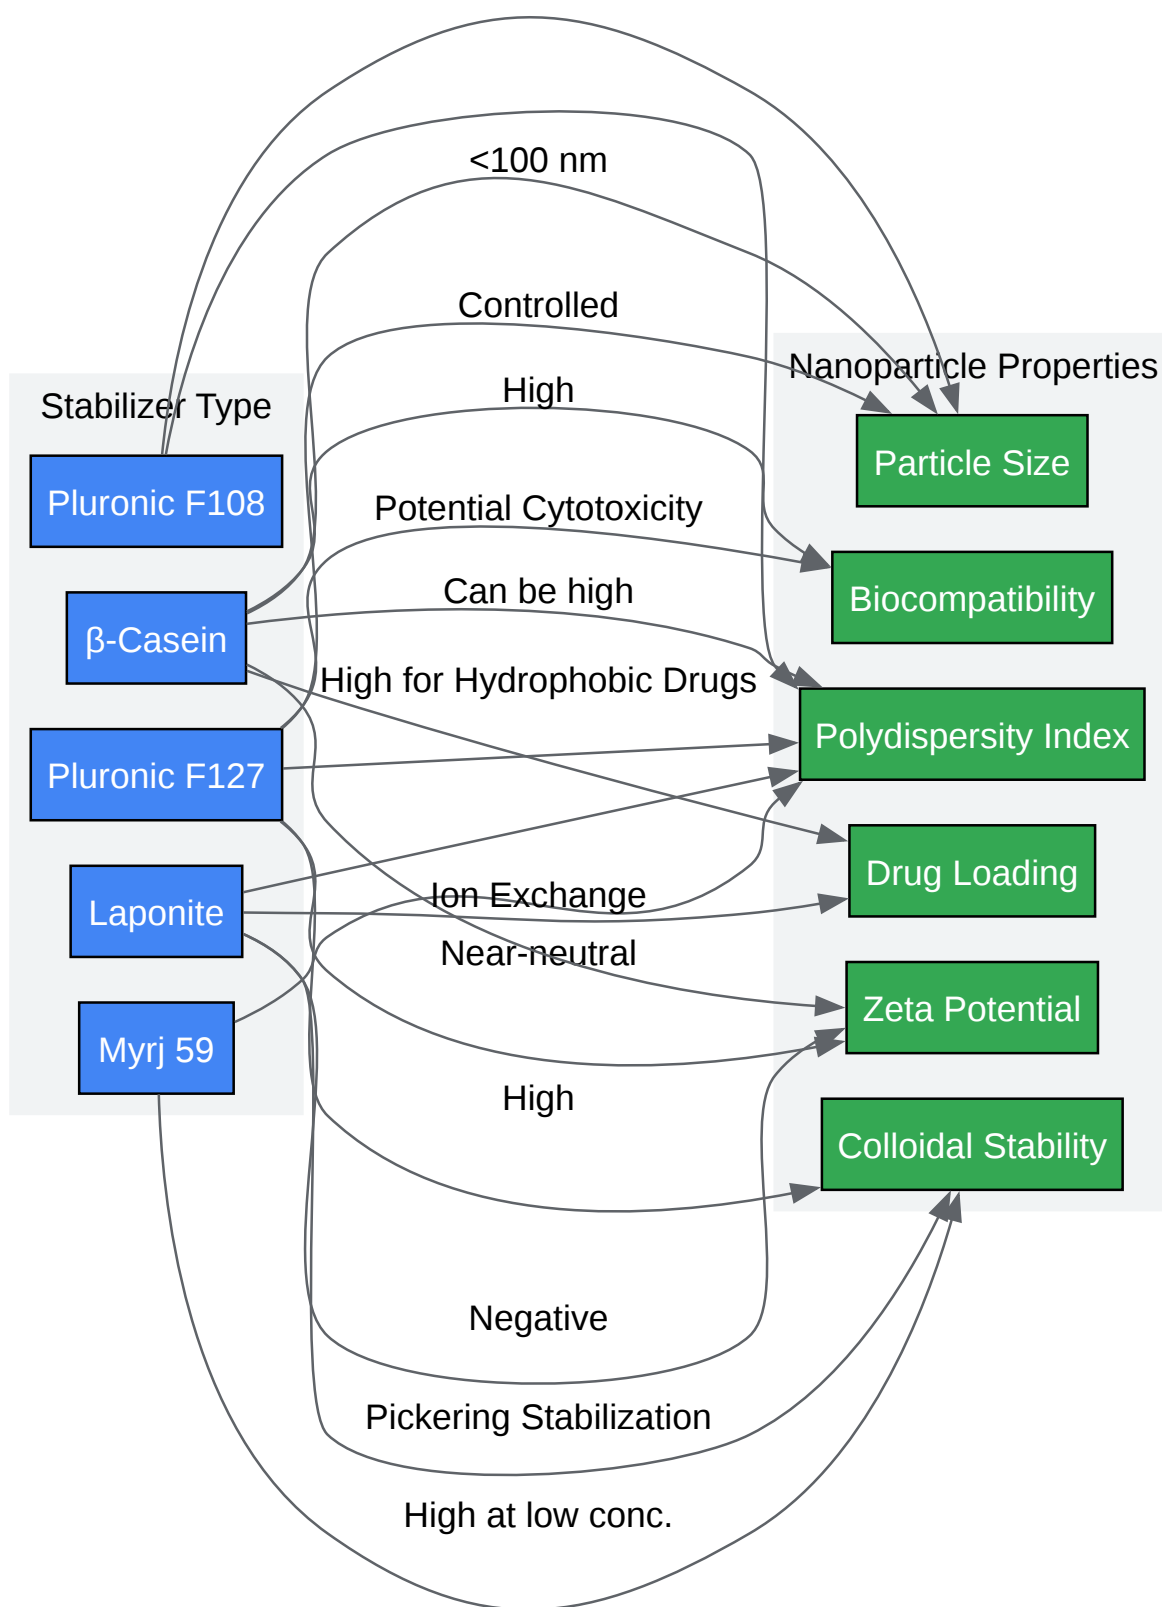 Stabilizer Type
Pluronic F108
β-Casein
Pluronic F127
Laponite
Myrj 59
<100 nm
Controlled
High
Potential Cytotoxicity
Can be high
High for Hydrophobic Drugs
Ion Exchange
Near-neutral
High
Negative
Pickering Stabilization
High at low conc.
Nanoparticle Properties
Particle Size
Biocompatibility
Polydispersity Index
Drug Loading
Zeta Potential
Colloidal Stability